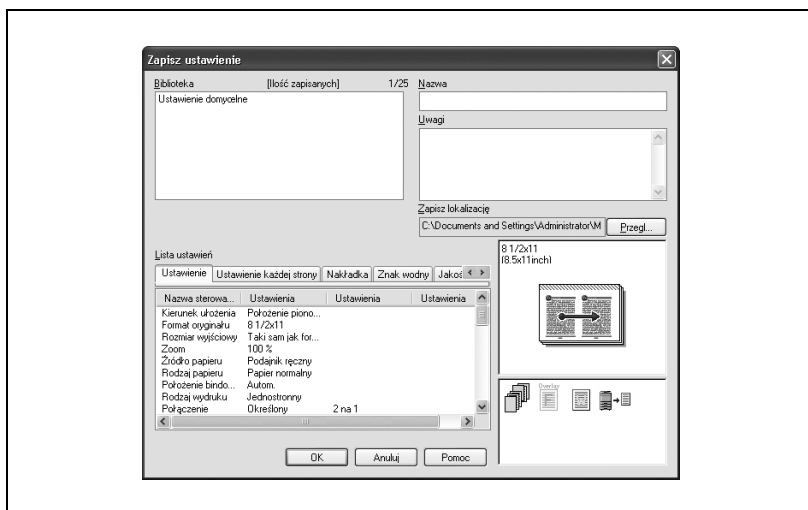 Zapisz ustawienie
Biblioteka [Ilość zapisanych] 1/25
Ustawienie domycelne
Nazwa
Uwagi
Zapisz lokalizację
C:\Documents and Settings\Administrator\M Przegl...
Lista ustawień
Ustawienie Ustawienie każdej strony Nakładka Znak wodny Jakoś
Nazwa sterowa... Ustawienia Ustawienia Ustawienia
Kierunek ułożenia Położenie piono...
Format oryginału 8 1/2x11
Rozmiar wyjściowy Taki sam jak for...
Zoom 100 %
Źródło papieru Podajnik ręczny
Rodzaj papieru Papier normalny
Położenie bindo... Autom.
Rodzaj wydruku Jednostronny
Połączenie Określony 2 na 1
8 1/2x11
(8.5x11inch)
Overlay
OK Anuluj Pomoc